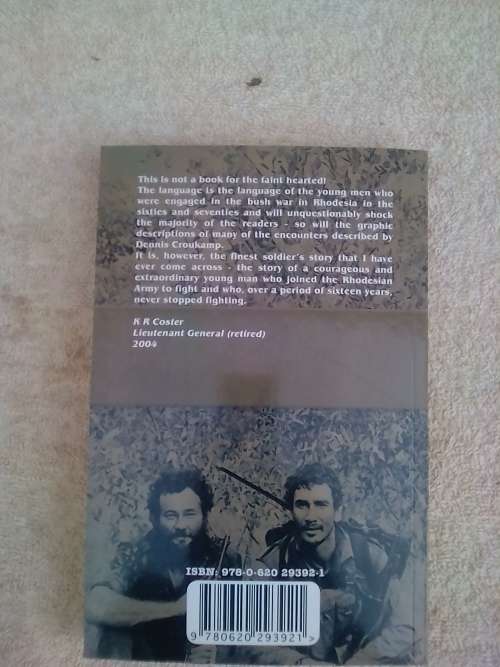 This is not a book for the faint hearted!
The language is the language of the young men who
were engaged in the bush war in Rhodesia in the
sixties and seventies and will unquestionably shock
the majority of the readers - so will the graphic
descriptions of many of the encounters described by
Dennis Croukamp.
It is, however, the finest soldier's story that I have
ever come across - the story of a courageous and
extraordinary young man who joined the Rhodesian
Army to fight and who, over a period of sixteen years,
never stopped fighting.
K R Coster
Lieutenant General (retired)
2004
ISBN: 978-0-620 29392-1
9 780620 293921 >